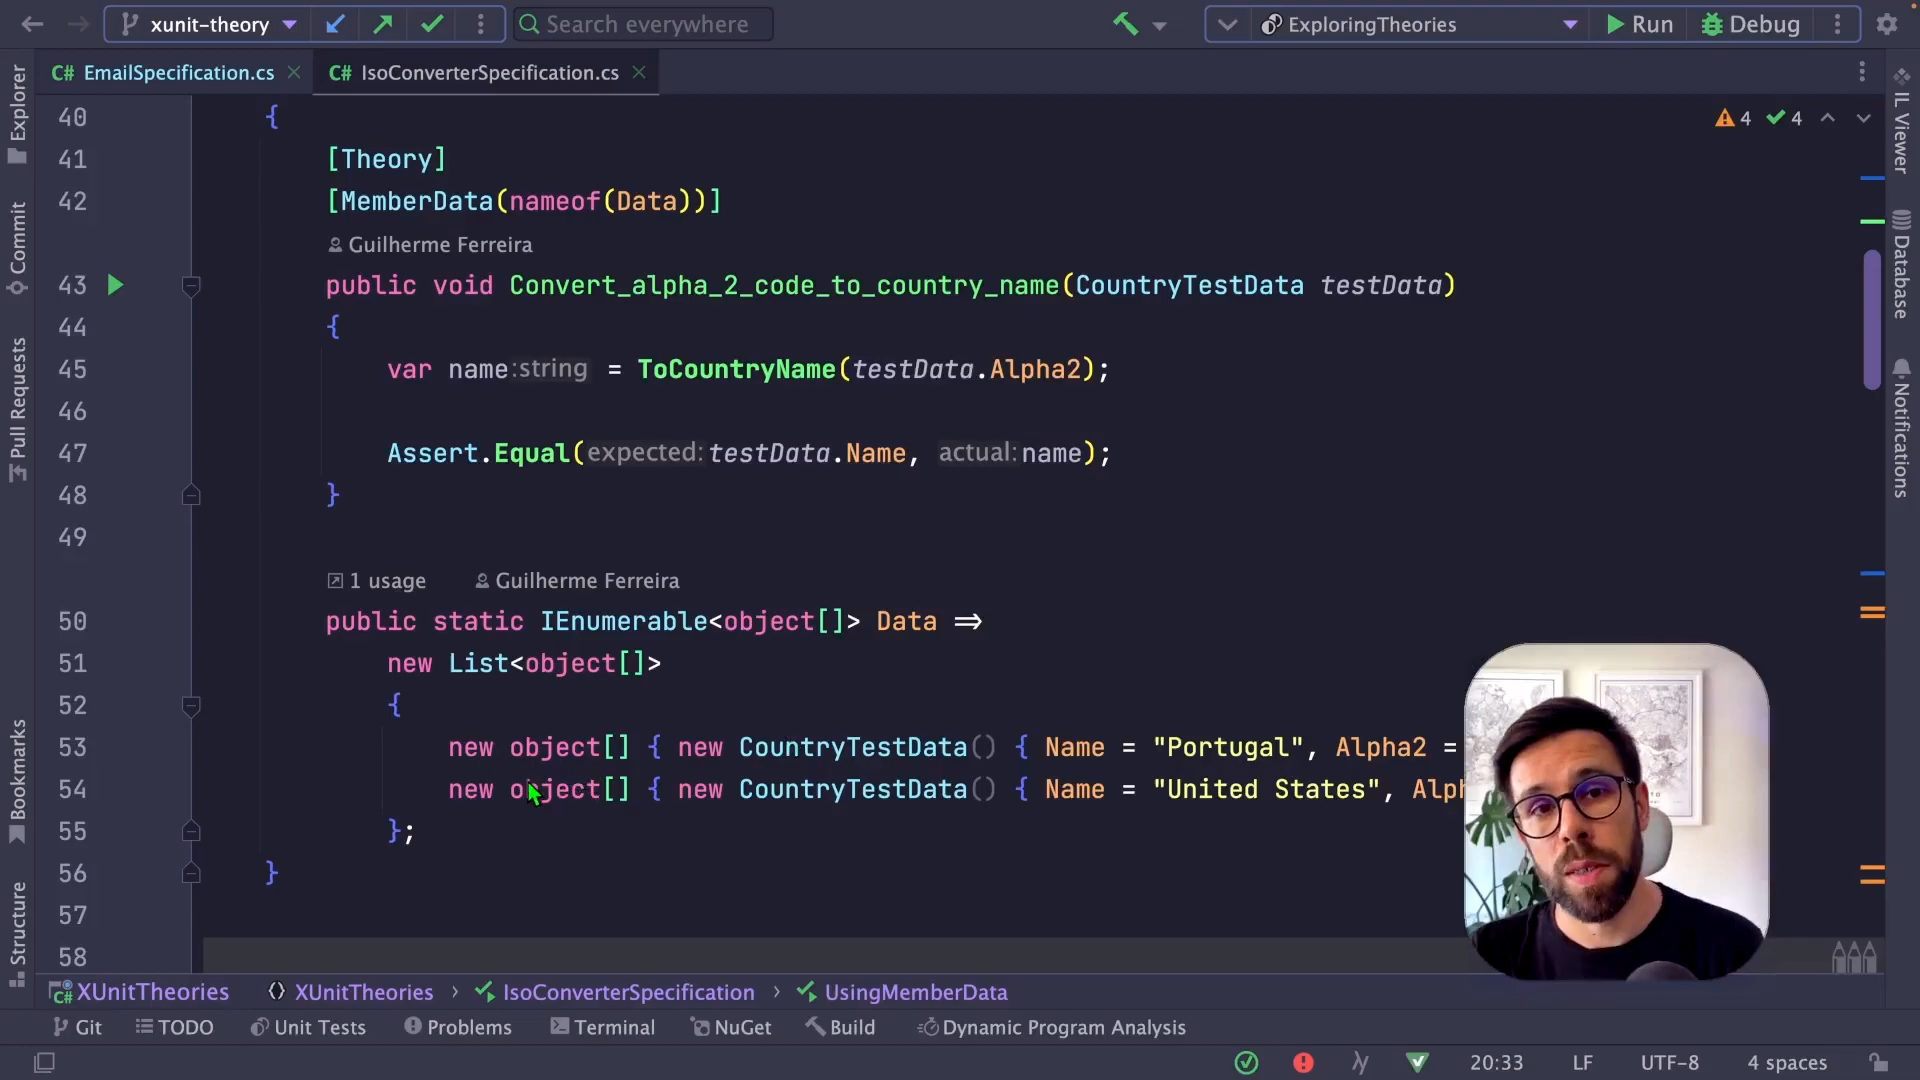 xunit-theory
Search everywhere
ExploringTheories
Run
Debug
C# EmailSpecification.cs
C# IsoConverterSpecification.cs
Explorer
Commit
Pull Requests
Bookmarks
Structure
IL Viewer
Database
Notifications
4 4
40 {
41 [Theory]
42 [MemberData(nameof(Data))]
Guilherme Ferreira
43 public void Convert_alpha_2_code_to_country_name(CountryTestData testData)
44 {
45 var name:string = ToCountryName(testData.Alpha2);
46
47 Assert.Equal(expected:testData.Name, actual:name);
48 }
49
1 usage Guilherme Ferreira
50 public static IEnumerable<object[]> Data =>
51 new List<object[]>
52 {
53 new object[] { new CountryTestData() { Name = "Portugal", Alpha2 =
54 new object[] { new CountryTestData() { Name = "United States", Alph
55 };
56 }
57
58
C# XUnitTheories
XUnitTheories › IsoConverterSpecification › UsingMemberData
Git TODO Unit Tests Problems Terminal NuGet Build Dynamic Program Analysis
20:33 LF UTF-8 4 spaces